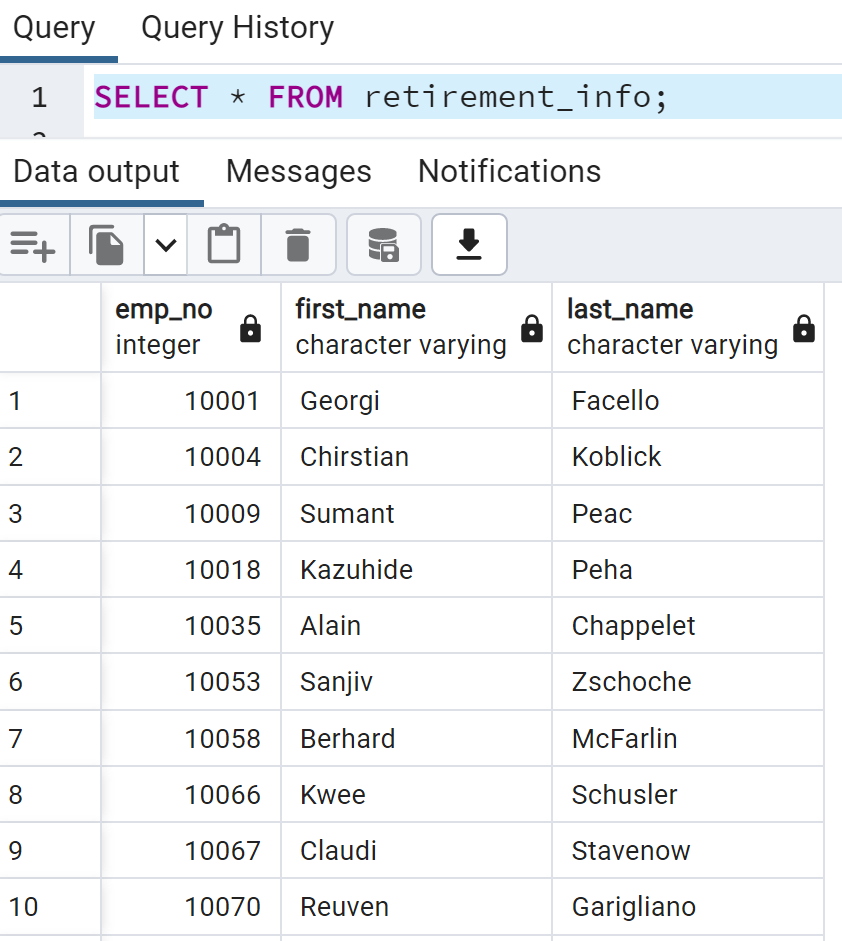 Query Query History
1 SELECT * FROM retirement_info;
Data output Messages Notifications
emp_no first_name last_name
integer character varying character varying
1 10001 Georgi Facello
2 10004 Chirstian Koblick
3 10009 Sumant Peac
4 10018 Kazuhide Peha
5 10035 Alain Chappelet
6 10053 Sanjiv Zschoche
7 10058 Berhard McFarlin
8 10066 Kwee Schusler
9 10067 Claudi Stavenow
10 10070 Reuven Garigliano